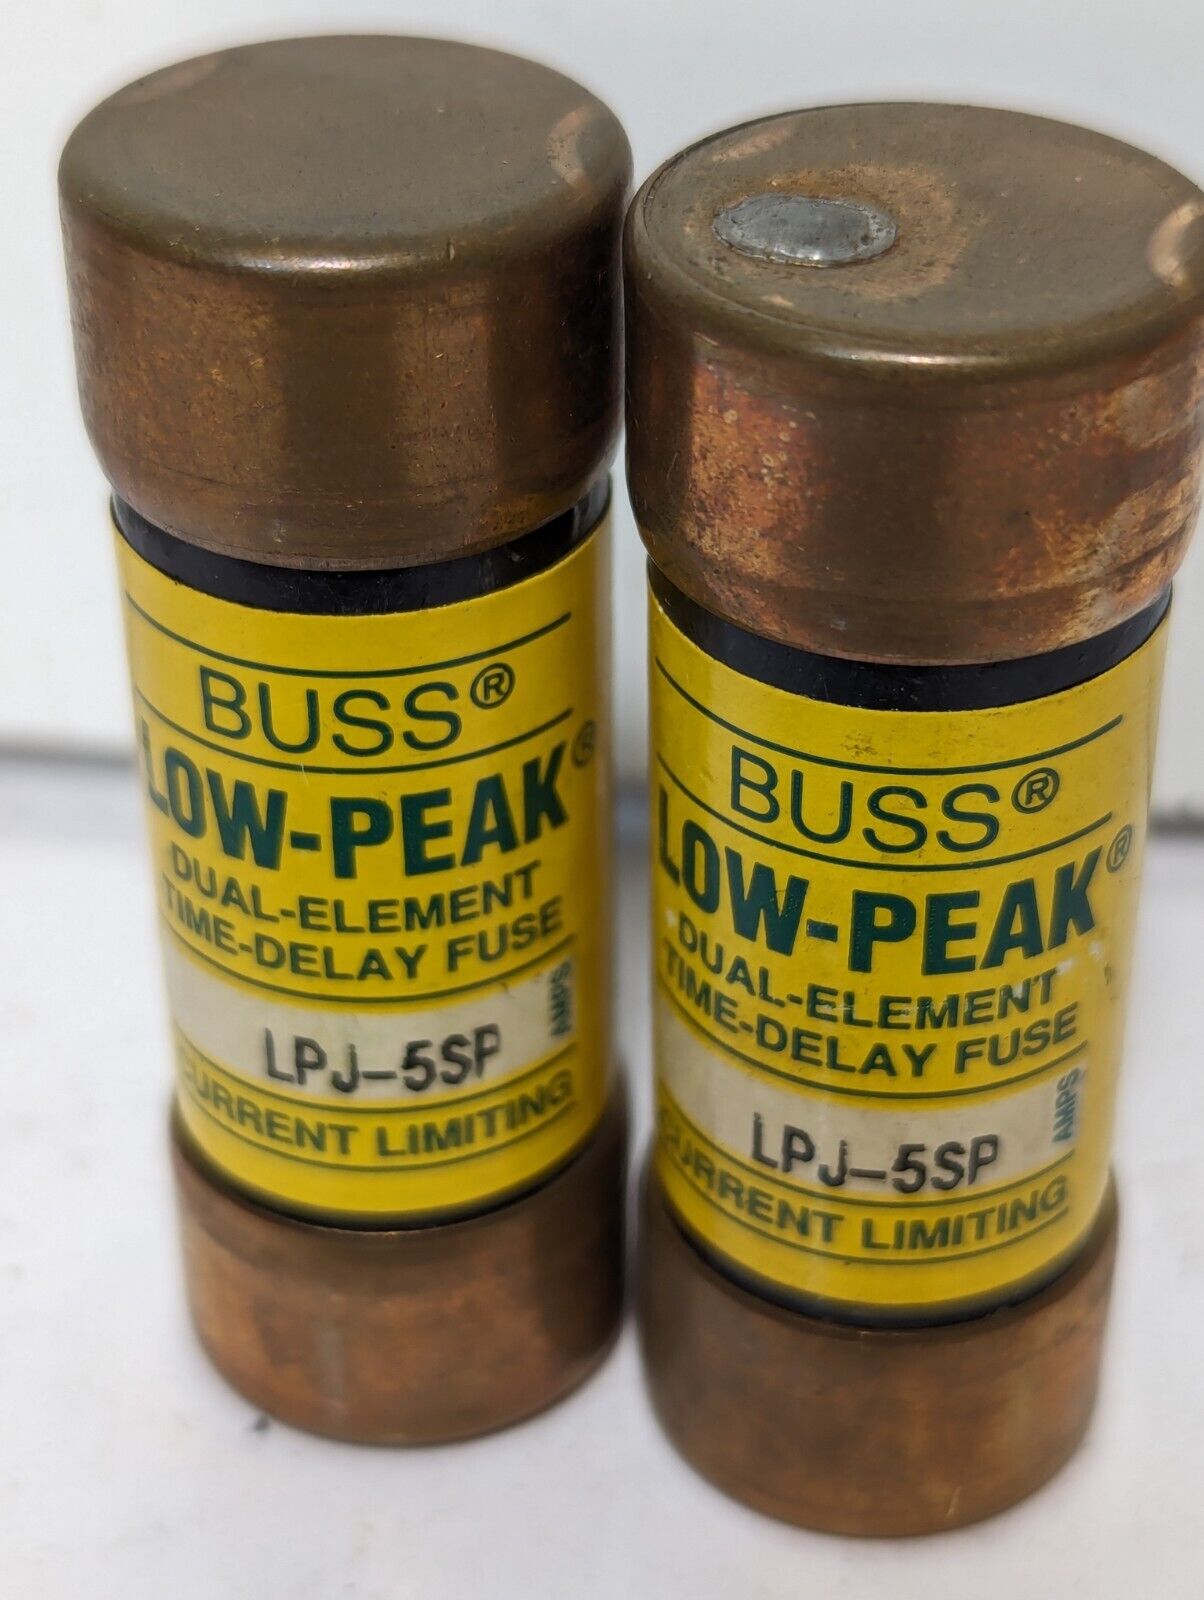 BUSS®
LOW-PEAK®
DUAL-ELEMENT
TIME-DELAY FUSE
AMPS
LPJ-5SP
CURRENT LIMITING
BUSS®
LOW-PEAK®
DUAL-ELEMENT
TIME-DELAY FUSE
AMPS
LPJ-5SP
CURRENT LIMITING